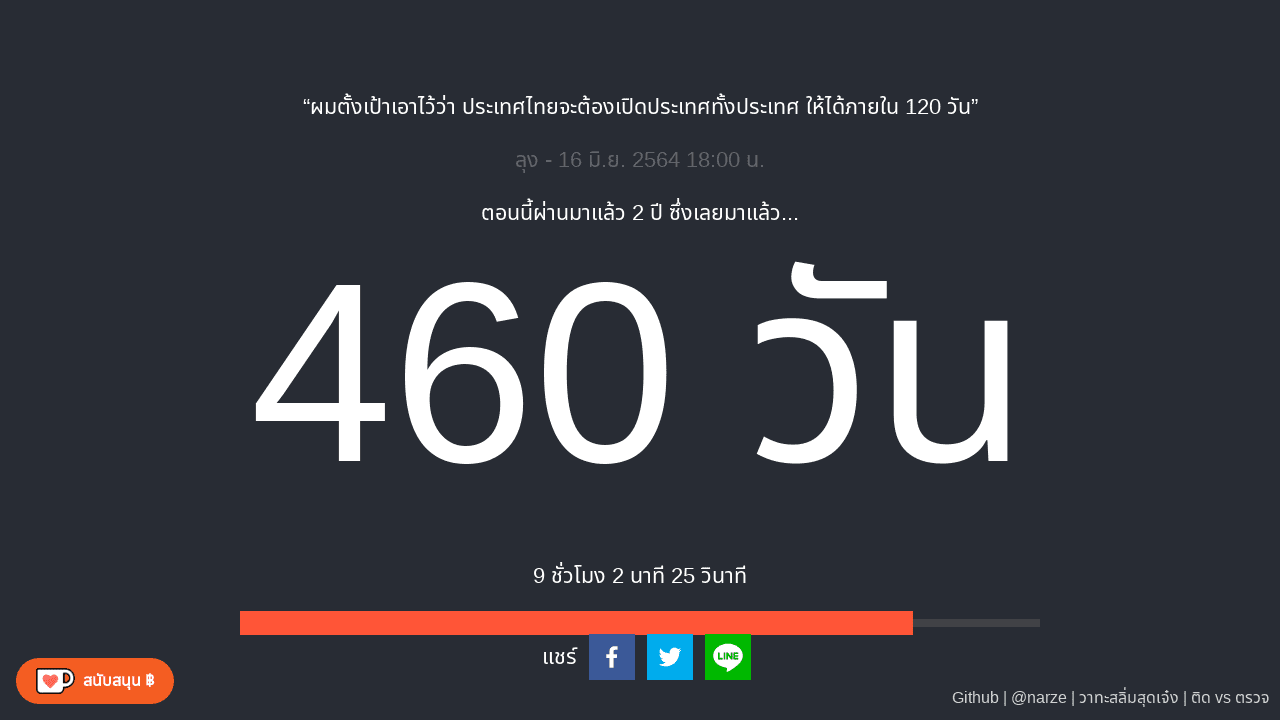 “ผมตั้งเป้าเอาไว้ว่า ประเทศไทยจะต้องเปิดประเทศทั้งประเทศ ให้ได้ภายใน 120 วัน”
ลุง - 16 มิ.ย. 2564 18:00 น.
ตอนนี้ผ่านมาแล้ว 2 ปี ซึ่งเลยมาแล้ว...
460 วัน
9 ชั่วโมง 2 นาที 25 วินาที
แชร์
LINE
สนับสนุน ฿
Github | @narze | วาทะสลิ่มสุดเจ๋ง | ติด vs ตรวจ